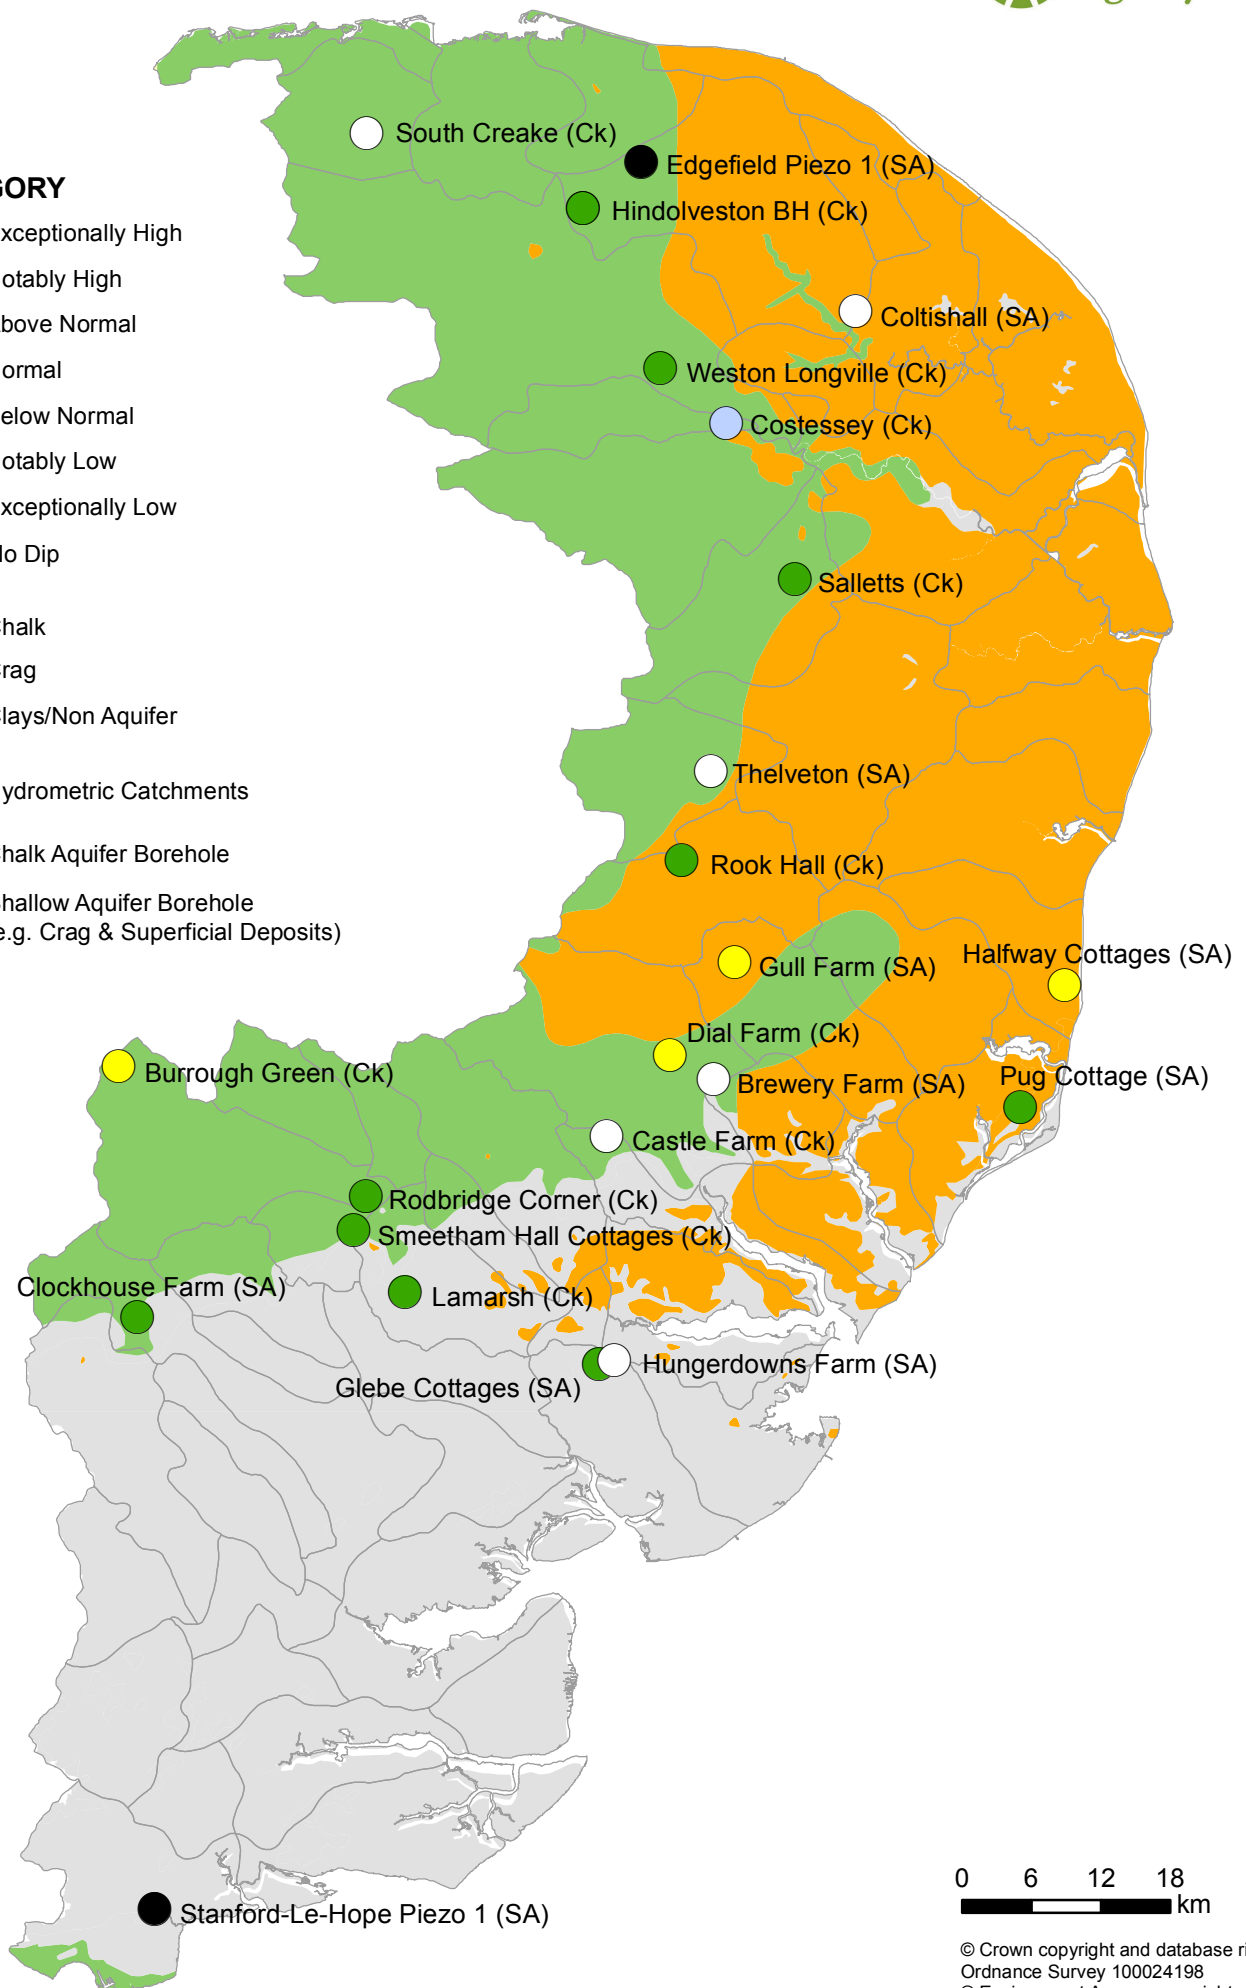 GORY
xceptionally High
otably High
bove Normal
ormal
elow Normal
otably Low
xceptionally Low
lo Dip
halk
rag
lays/Non Aquifer
ydrometric Catchments
halk Aquifer Borehole
hallow Aquifer Borehole
e.g. Crag & Superficial Deposits)
South Creake (Ck)
Edgefield Piezo 1 (SA)
Hindolveston BH (Ck)
Coltishall (SA)
Weston Longville (Ck)
Costessey (Ck)
Salletts (Ck)
Thelveton (SA)
Rook Hall (Ck)
Gull Farm (SA)
Halfway Cottages (SA)
Dial Farm (Ck)
Burrough Green (Ck)
Brewery Farm (SA)
Pug Cottage (SA)
Castle Farm (Ck)
Rodbridge Corner (Ck)
Smeetham Hall Cottages (Ck)
Clockhouse Farm (SA)
Lamarsh (Ck)
Hungerdowns Farm (SA)
Glebe Cottages (SA)
Stanford-Le-Hope Piezo 1 (SA)
0 6 12 18
km
© Crown copyright and database ri
Ordnance Survey 100024198